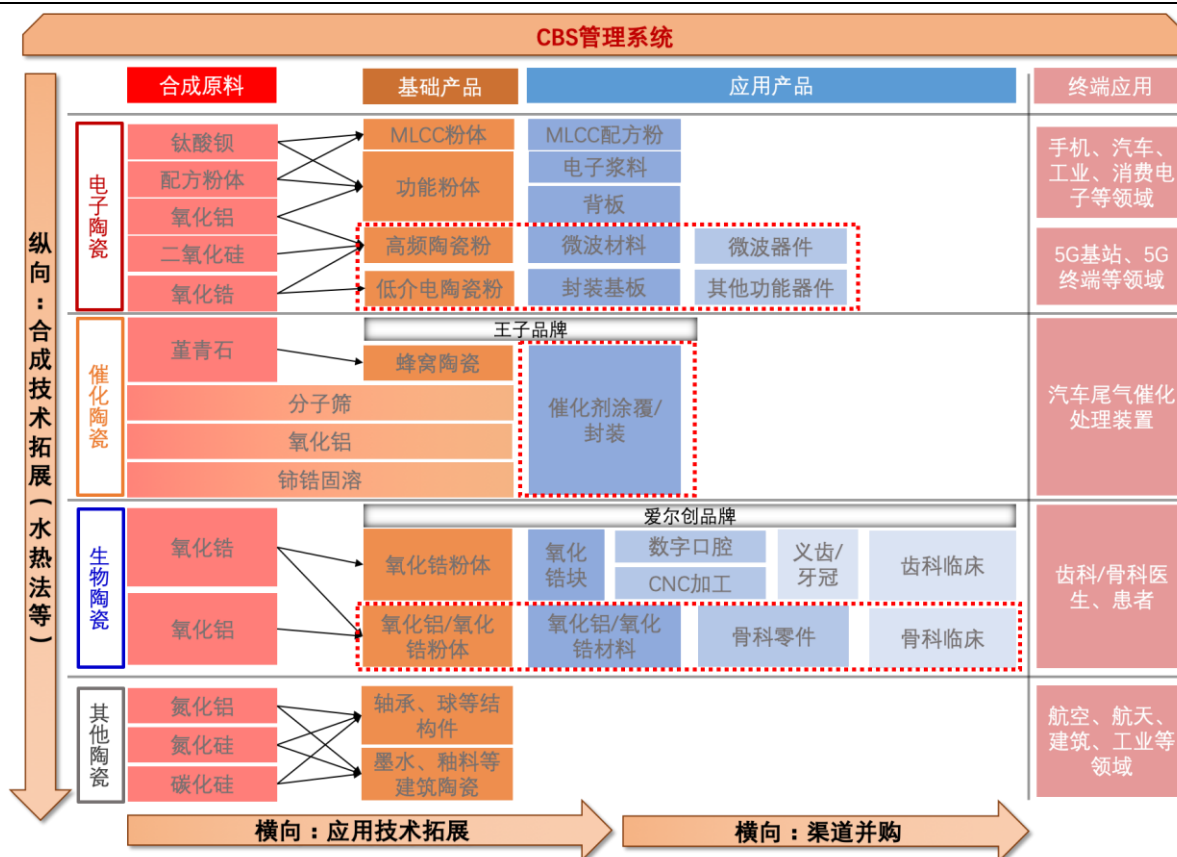 CBS管理系统
合成原料
基础产品
应用产品
终端应用
纵向：合成技术拓展（水热法等）
电子陶瓷
钛酸钡
配方粉体
氧化铝
二氧化硅
氧化锆
MLCC粉体
功能粉体
高频陶瓷粉
低介电陶瓷粉
MLCC配方粉
电子浆料
背板
微波材料
封装基板
微波器件
其他功能器件
手机、汽车、
工业、消费电
子等领域
5G基站、5G
终端等领域
催化陶瓷
王子品牌
堇青石
蜂窝陶瓷
分子筛
氧化铝
铈锆固溶
催化剂涂覆/
封装
汽车尾气催化
处理装置
生物陶瓷
爱尔创品牌
氧化锆
氧化铝
氧化锆粉体
氧化铝/氧化
锆粉体
氧化
锆块
数字口腔
CNC加工
义齿/
牙冠
齿科临床
氧化铝/氧化
锆材料
骨科零件
骨科临床
齿科/骨科医
生、患者
其他陶瓷
氮化铝
氮化硅
碳化硅
轴承、球等结
构件
墨水、釉料等
建筑陶瓷
航空、航天、
建筑、工业等
领域
横向：应用技术拓展
横向：渠道并购